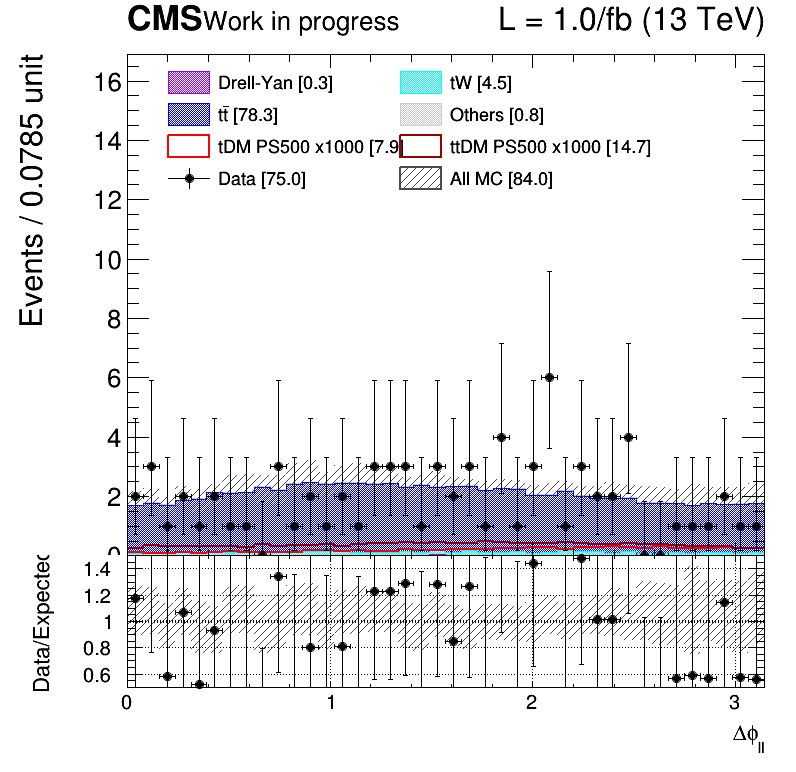 CMS Work in progress L = 1.0/fb (13 TeV)
Events / 0.0785 unit
16
14
12
10
8
6
4
2
0
Drell-Yan [0.3] tW [4.5]
tt̄ [78.3] Others [0.8]
tDM PS500 x1000 [7.9 ttDM PS500 x1000 [14.7]
Data [75.0] All MC [84.0]
Data/Expected
1.4
1.2
1
0.8
0.6
0 1 2 3
Δϕll